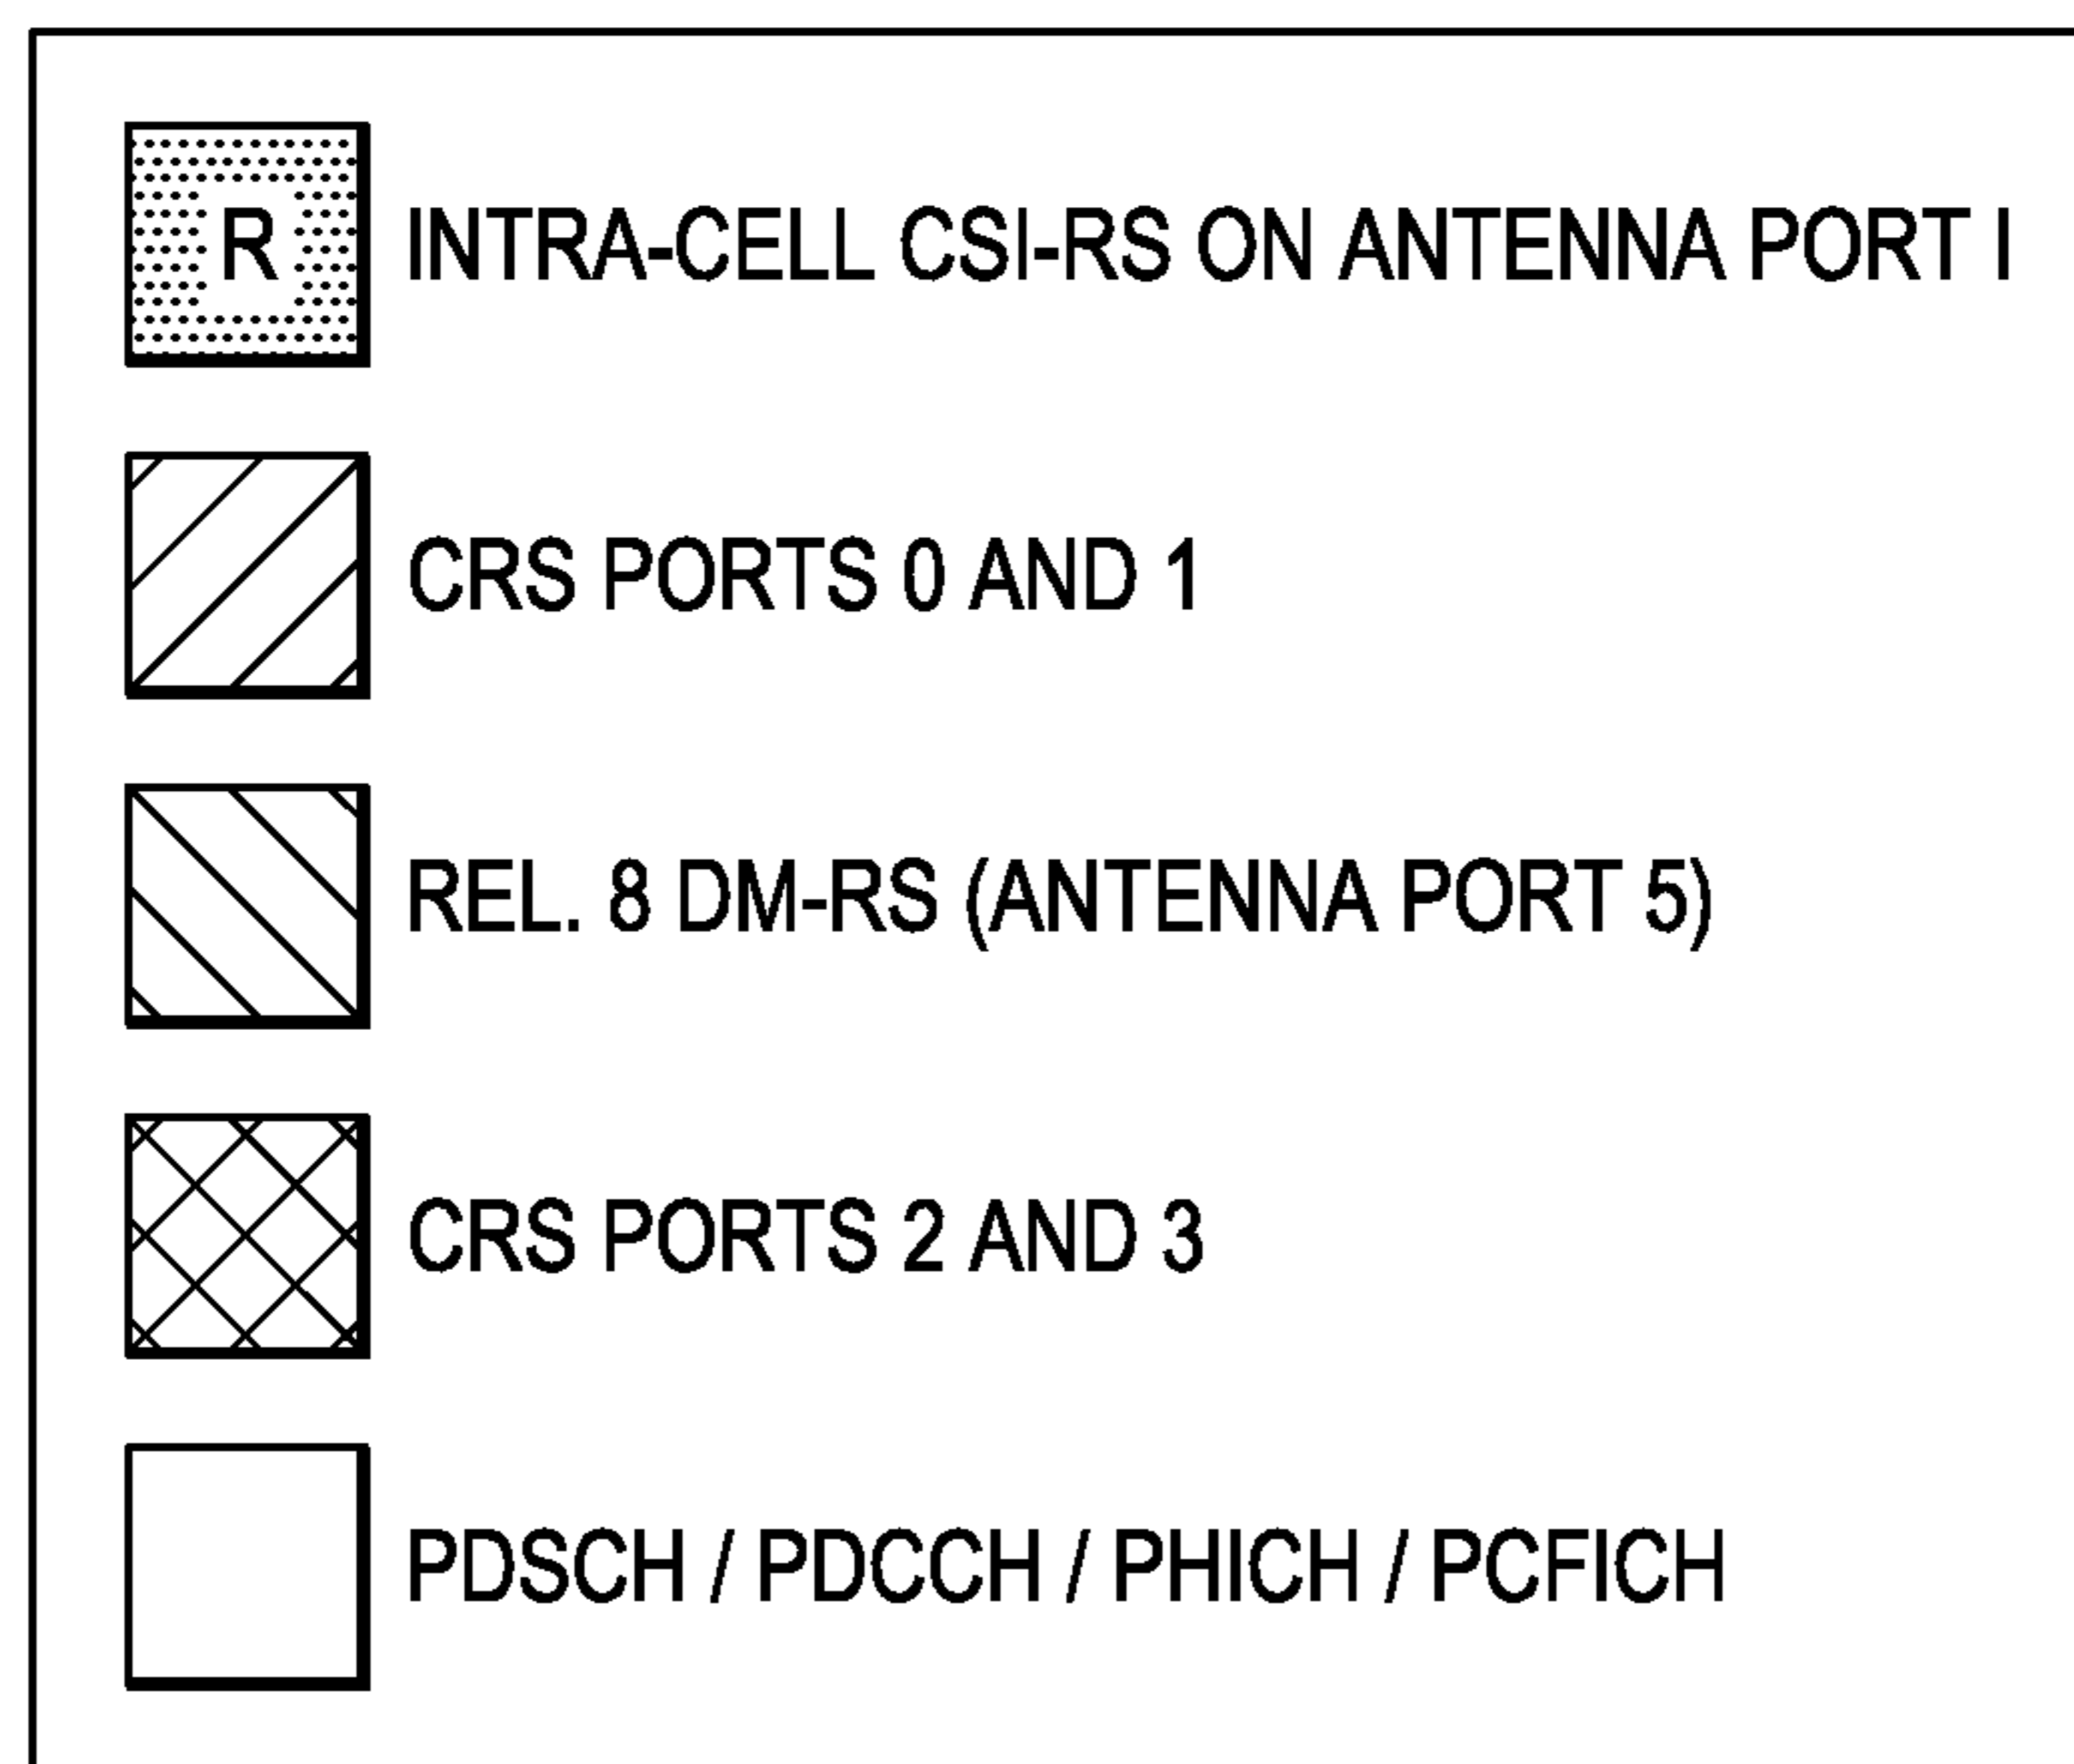 R INTRA-CELL CSI-RS ON ANTENNA PORT I
CRS PORTS 0 AND 1
REL. 8 DM-RS (ANTENNA PORT 5)
CRS PORTS 2 AND 3
PDSCH / PDCCH / PHICH / PCFICH